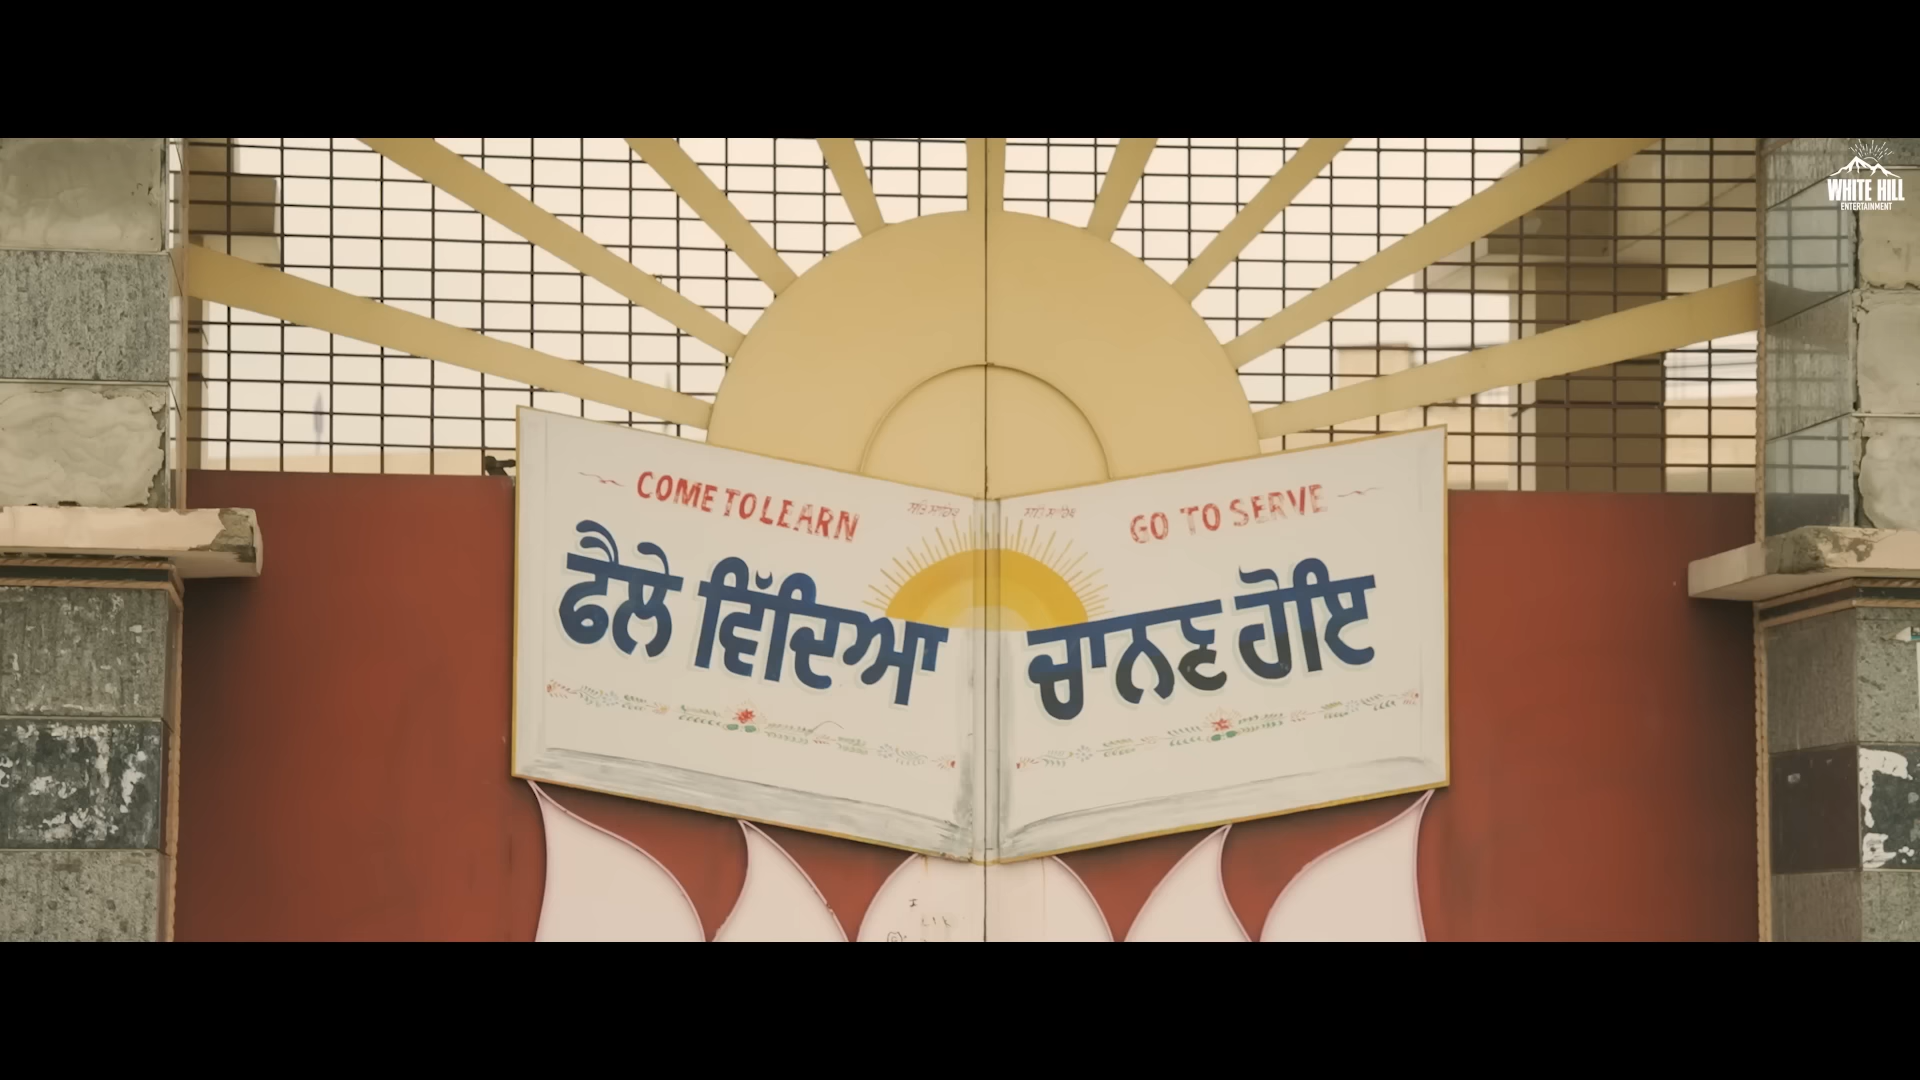 COME TO LEARN
GO TO SERVE
ਫੈਲੇ ਵਿੱਦਿਆ
ਚਾਨਣ ਹੋਇ
WHITE HILL
ENTERTAINMENT